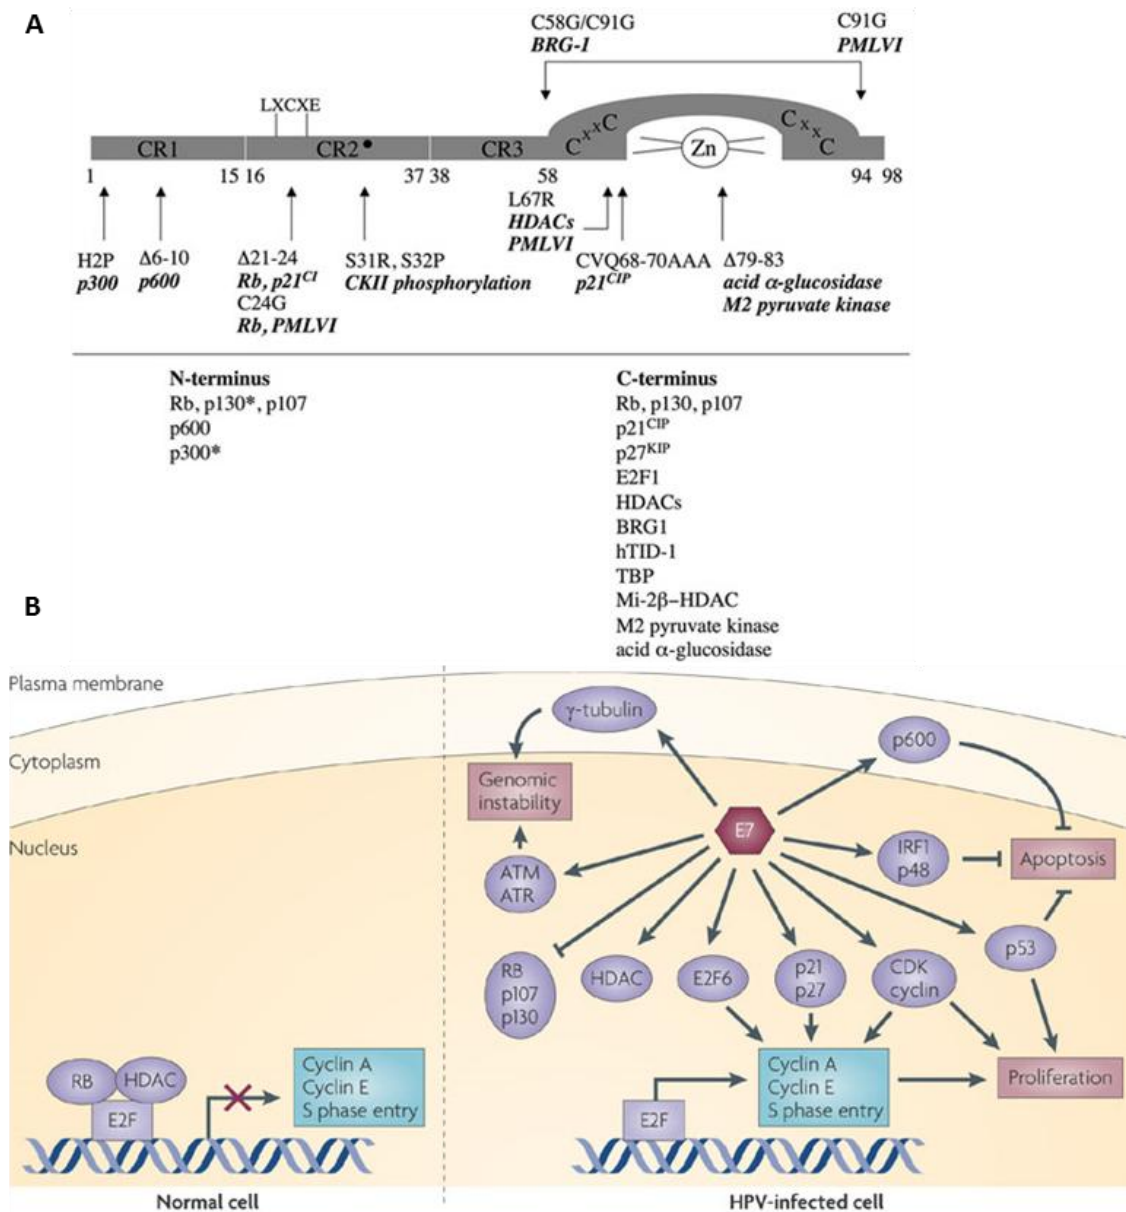 A
C58G/C91G
BRG-1
C91G
PMLVI
LXCXE
CxxC
CxxC
CR1
CR2
CR3
Zn
1
15
16
37
38
58
94
98
H2P
p300
Δ6-10
p600
Δ21-24
Rb, p21CI
C24G
Rb, PMLVI
S31R, S32P
CKII phosphorylation
L67R
HDACs
PMLVI
CVQ68-70AAA
p21CIP
Δ79-83
acid α-glucosidase
M2 pyruvate kinase
N-terminus
Rb, p130*, p107
p600
p300*
C-terminus
Rb, p130, p107
p21CIP
p27KIP
E2F1
HDACs
BRG1
hTID-1
TBP
Mi-2β–HDAC
M2 pyruvate kinase
acid α-glucosidase
B
Plasma membrane
Cytoplasm
Nucleus
γ-tubulin
p600
Genomic
instability
E7
IRF1
p48
Apoptosis
ATM
ATR
p53
RB
p107
p130
HDAC
E2F6
p21
p27
CDK
cyclin
RB
HDAC
E2F
Cyclin A
Cyclin E
S phase entry
E2F
Cyclin A
Cyclin E
S phase entry
Proliferation
Normal cell
HPV-infected cell